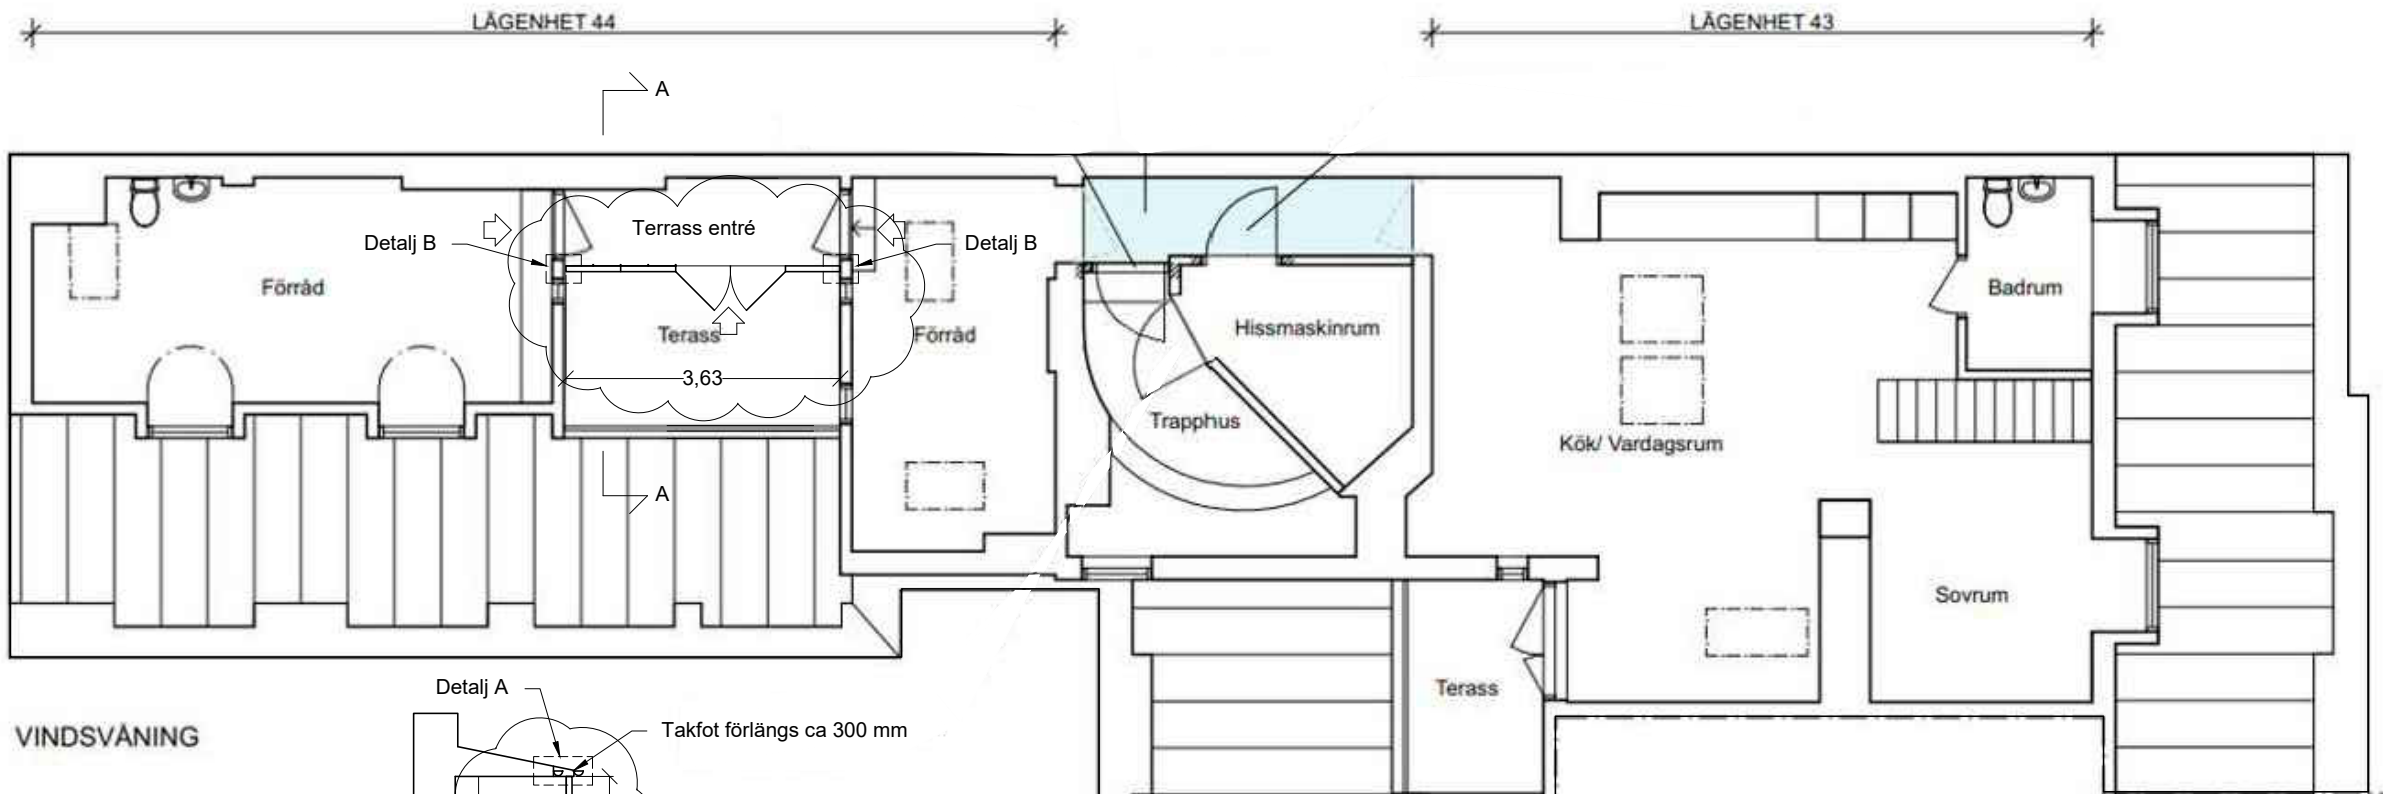 LÄGENHET 44
LÄGENHET 43
A
Terrass entré
Detalj B
Detalj B
Förråd
Badrum
Hissmaskinrum
Terass
Förråd
3,63
Trapphus
Kök/ Vardagsrum
A
Sovrum
Detalj A
Terass
Takfot förlängs ca 300 mm
VINDSVÅNING